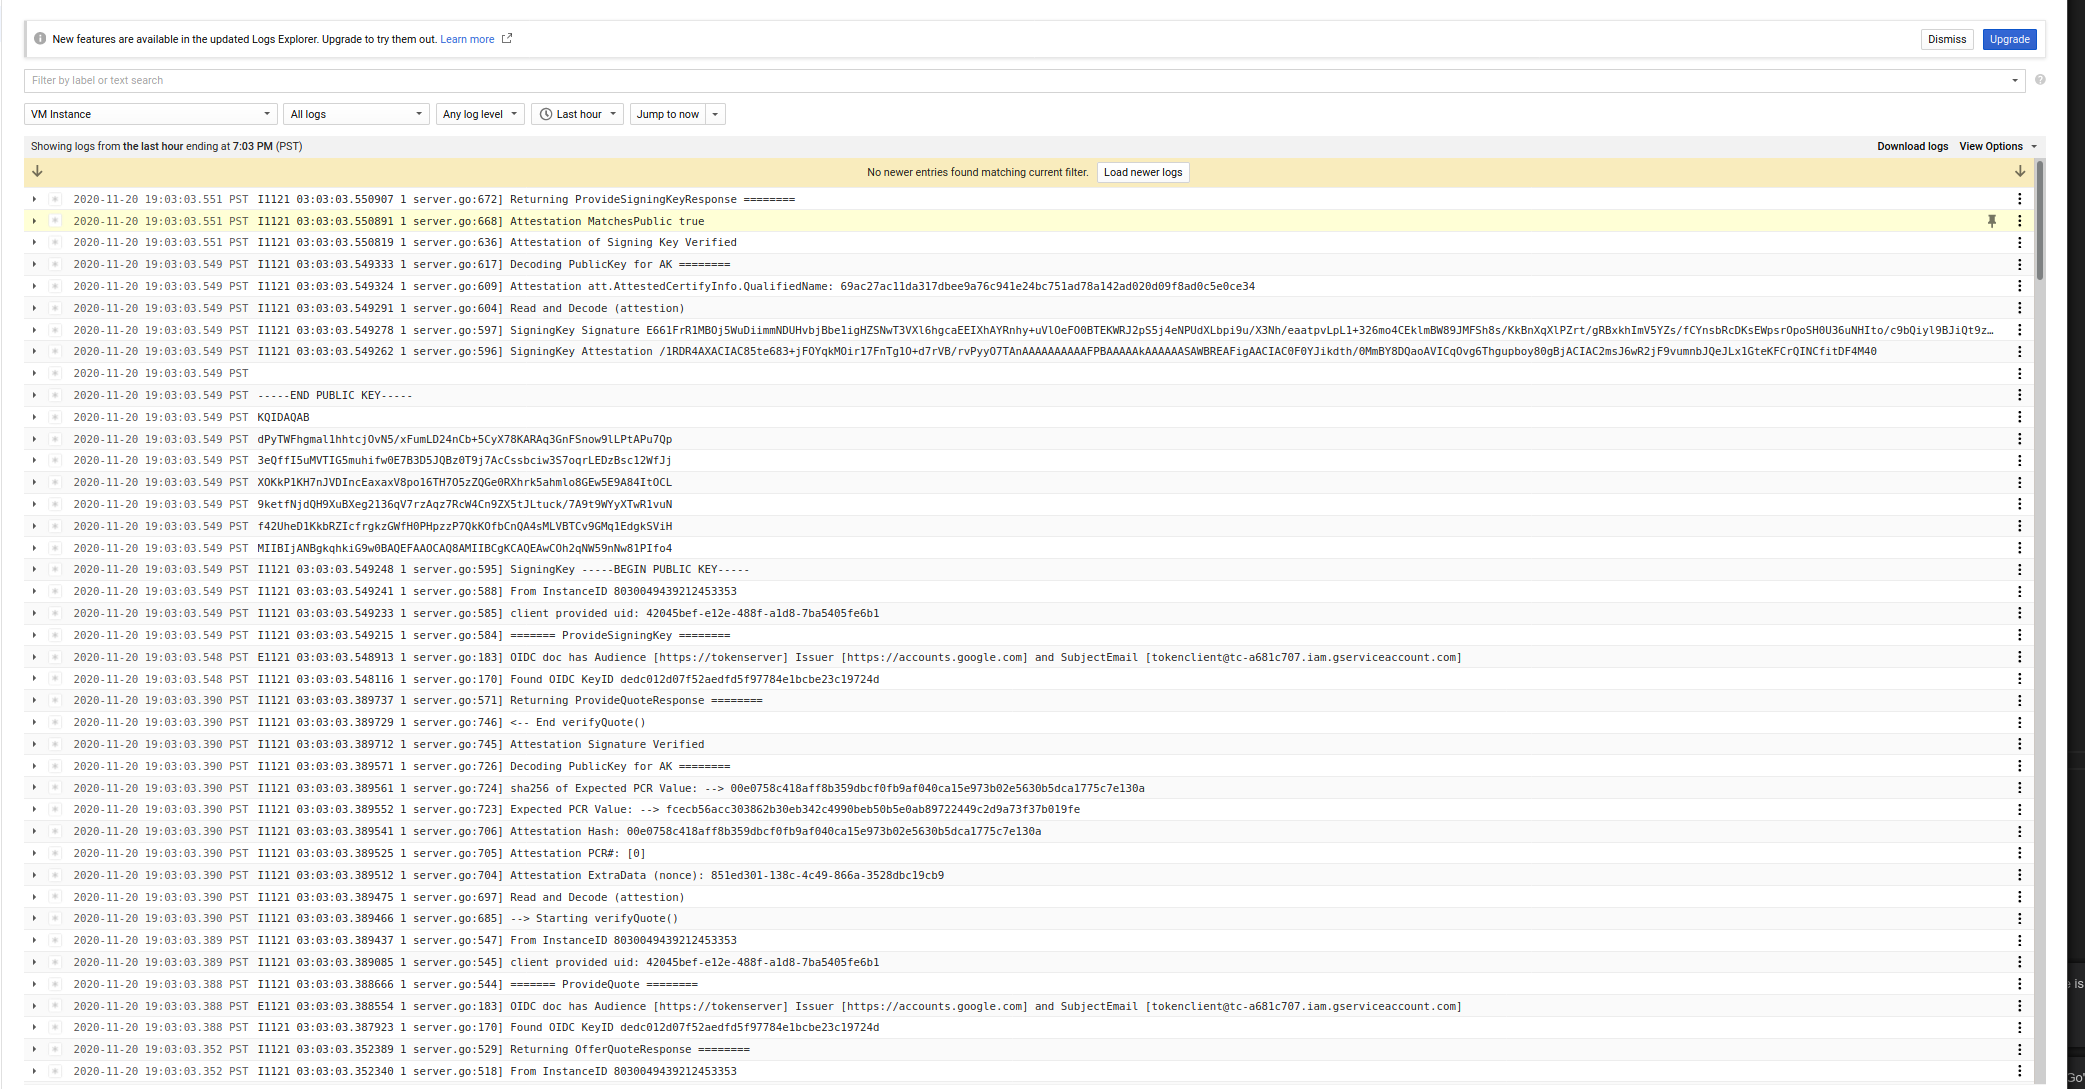 New features are available in the updated Logs Explorer. Upgrade to try them out. Learn more
Dismiss
Upgrade
Filter by label or text search
VM Instance
All logs
Any log level
Last hour
Jump to now
Showing logs from the last hour ending at 7:03 PM (PST)
Download logs
View Options
No newer entries found matching current filter.
Load newer logs
2020-11-20 19:03:03.551 PST I1121 03:03:03.550907 1 server.go:672] Returning ProvideSigningKeyResponse ========
2020-11-20 19:03:03.551 PST I1121 03:03:03.550891 1 server.go:668] Attestation MatchesPublic true
2020-11-20 19:03:03.551 PST I1121 03:03:03.550819 1 server.go:636] Attestation of Signing Key Verified
2020-11-20 19:03:03.549 PST I1121 03:03:03.549333 1 server.go:617] Decoding PublicKey for AK ========
2020-11-20 19:03:03.549 PST I1121 03:03:03.549324 1 server.go:609] Attestation att.AttestedCertifyInfo.QualifiedName: 69ac27ac11da317dbee9a76c941e24bc751ad78a142ad020d09f8ad0c5e0ce34
2020-11-20 19:03:03.549 PST I1121 03:03:03.549291 1 server.go:604] Read and Decode (attestion)
2020-11-20 19:03:03.549 PST I1121 03:03:03.549278 1 server.go:597] SigningKey Signature E661FrR1MBOj5WuDiimmNDUHvbjBbe1igHZSNwT3VXl6hgcaEEIXhAYRnhy+uVlOeFO0BTEKWRJ2pS5j4eNPUdXLbpi9u/X3Nh/eaatpvLpL1+326mo4CEklmBW89JMFSh8s/KkBnXqXlPZrt/gRBxkhImV5YZs/fCYnsbRcDKsEWpsrOpoSH0U36uNHIto/c9bQiyl9BJiQt9z…
2020-11-20 19:03:03.549 PST I1121 03:03:03.549262 1 server.go:596] SigningKey Attestation /1RDR4AXACIAC85te683+jFOYqkMOir17FnTg1O+d7rVB/rvPyyO7TAnAAAAAAAAAAFPBAAAAAkAAAAAASAWBREAFigAACIAC0F0YJikdth/0MmBY8DQaoAVICqOvg6Thgupboy80gBjACIAC2msJ6wR2jF9vumnbJQeJLx1GteKFCrQINCfitDF4M40
2020-11-20 19:03:03.549 PST
2020-11-20 19:03:03.549 PST -----END PUBLIC KEY-----
2020-11-20 19:03:03.549 PST KQIDAQAB
2020-11-20 19:03:03.549 PST dPyTWFhgmal1hhtcjOvN5/xFumLD24nCb+5CyX78KARAq3GnFSnow9lLPtAPu7Qp
2020-11-20 19:03:03.549 PST 3eQffI5uMVTIG5muhifw0E7B3D5JQBz0T9j7AcCssbciw3S7oqrLEDzBsc12WfJj
2020-11-20 19:03:03.549 PST XOKkP1KH7nJVDIncEaxaxV8po16TH7O5zZQGe0RXhrk5ahmlo8GEw5E9A84ItOCL
2020-11-20 19:03:03.549 PST 9ketfNjdQH9XuBXeg2136qV7rzAqz7RcW4Cn9ZX5tJLtuck/7A9t9WYyXTwR1vuN
2020-11-20 19:03:03.549 PST f42UheD1KkbRZIcfrgkzGWfH0PHpzzP7QkKOfbCnQA4sMLVBTCv9GMq1EdgkSViH
2020-11-20 19:03:03.549 PST MIIBIjANBgkqhkiG9w0BAQEFAAOCAQ8AMIIBCgKCAQEAwCOh2qNW59nNw81PIfo4
2020-11-20 19:03:03.549 PST I1121 03:03:03.549248 1 server.go:595] SigningKey -----BEGIN PUBLIC KEY-----
2020-11-20 19:03:03.549 PST I1121 03:03:03.549241 1 server.go:588] From InstanceID 8030049439212453353
2020-11-20 19:03:03.549 PST I1121 03:03:03.549233 1 server.go:585] client provided uid: 42045bef-e12e-488f-a1d8-7ba5405fe6b1
2020-11-20 19:03:03.549 PST I1121 03:03:03.549215 1 server.go:584] ======= ProvideSigningKey ========
2020-11-20 19:03:03.548 PST E1121 03:03:03.548913 1 server.go:183] OIDC doc has Audience [https://tokenserver] Issuer [https://accounts.google.com] and SubjectEmail [tokenclient@tc-a681c707.iam.gserviceaccount.com]
2020-11-20 19:03:03.548 PST I1121 03:03:03.548116 1 server.go:170] Found OIDC KeyID dedc012d07f52aedfd5f97784e1bcbe23c19724d
2020-11-20 19:03:03.390 PST I1121 03:03:03.389737 1 server.go:571] Returning ProvideQuoteResponse ========
2020-11-20 19:03:03.390 PST I1121 03:03:03.389729 1 server.go:746] <-- End verifyQuote()
2020-11-20 19:03:03.390 PST I1121 03:03:03.389712 1 server.go:745] Attestation Signature Verified
2020-11-20 19:03:03.390 PST I1121 03:03:03.389571 1 server.go:726] Decoding PublicKey for AK ========
2020-11-20 19:03:03.390 PST I1121 03:03:03.389561 1 server.go:724] sha256 of Expected PCR Value: --> 00e0758c418aff8b359dbcf0fb9af040ca15e973b02e5630b5dca1775c7e130a
2020-11-20 19:03:03.390 PST I1121 03:03:03.389552 1 server.go:723] Expected PCR Value: --> fcecb56acc303862b30eb342c4990beb50b5e0ab89722449c2d9a73f37b019fe
2020-11-20 19:03:03.390 PST I1121 03:03:03.389541 1 server.go:706] Attestation Hash: 00e0758c418aff8b359dbcf0fb9af040ca15e973b02e5630b5dca1775c7e130a
2020-11-20 19:03:03.390 PST I1121 03:03:03.389525 1 server.go:705] Attestation PCR#: [0]
2020-11-20 19:03:03.390 PST I1121 03:03:03.389512 1 server.go:704] Attestation ExtraData (nonce): 851ed301-138c-4c49-866a-3528dbc19cb9
2020-11-20 19:03:03.390 PST I1121 03:03:03.389475 1 server.go:697] Read and Decode (attestion)
2020-11-20 19:03:03.390 PST I1121 03:03:03.389466 1 server.go:685] --> Starting verifyQuote()
2020-11-20 19:03:03.389 PST I1121 03:03:03.389437 1 server.go:547] From InstanceID 8030049439212453353
2020-11-20 19:03:03.389 PST I1121 03:03:03.389085 1 server.go:545] client provided uid: 42045bef-e12e-488f-a1d8-7ba5405fe6b1
2020-11-20 19:03:03.388 PST I1121 03:03:03.388666 1 server.go:544] ======= ProvideQuote ========
2020-11-20 19:03:03.388 PST E1121 03:03:03.388554 1 server.go:183] OIDC doc has Audience [https://tokenserver] Issuer [https://accounts.google.com] and SubjectEmail [tokenclient@tc-a681c707.iam.gserviceaccount.com]
2020-11-20 19:03:03.388 PST I1121 03:03:03.387923 1 server.go:170] Found OIDC KeyID dedc012d07f52aedfd5f97784e1bcbe23c19724d
2020-11-20 19:03:03.352 PST I1121 03:03:03.352389 1 server.go:529] Returning OfferQuoteResponse ========
2020-11-20 19:03:03.352 PST I1121 03:03:03.352340 1 server.go:518] From InstanceID 8030049439212453353